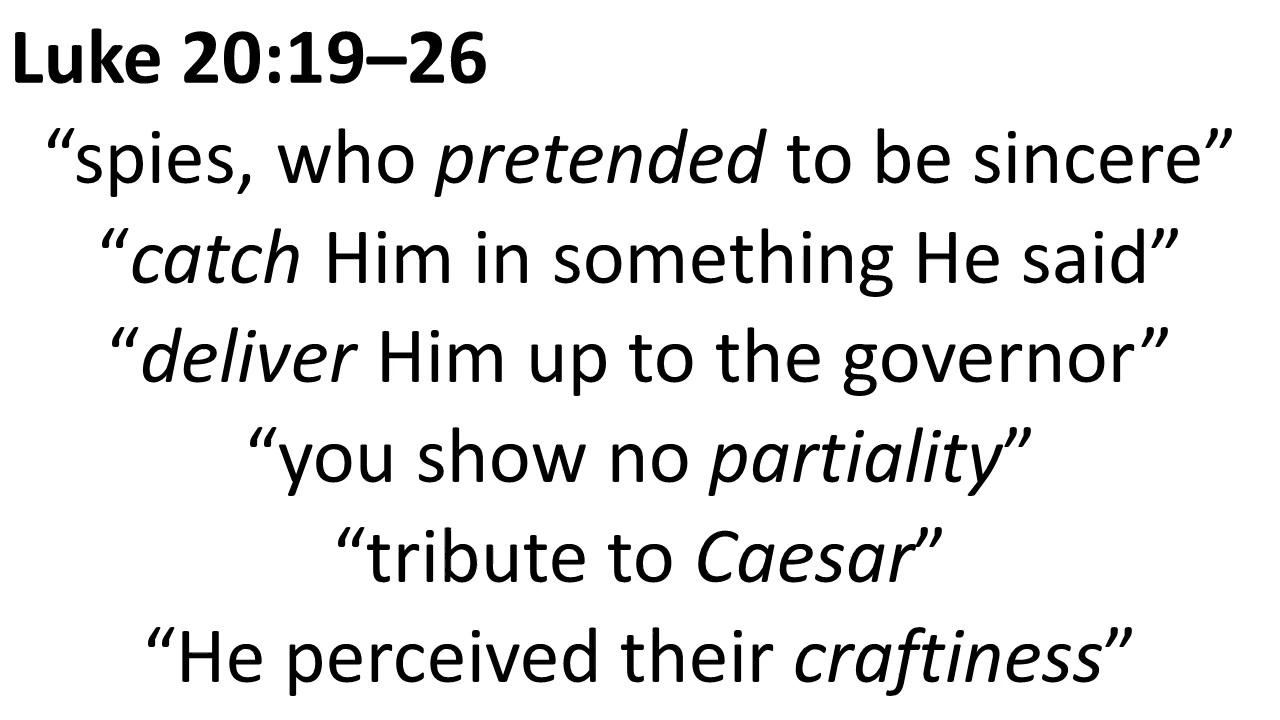 Luke 20:19–26
“spies, who pretended to be sincere”
“catch Him in something He said”
“deliver Him up to the governor”
“you show no partiality”
“tribute to Caesar”
“He perceived their craftiness”